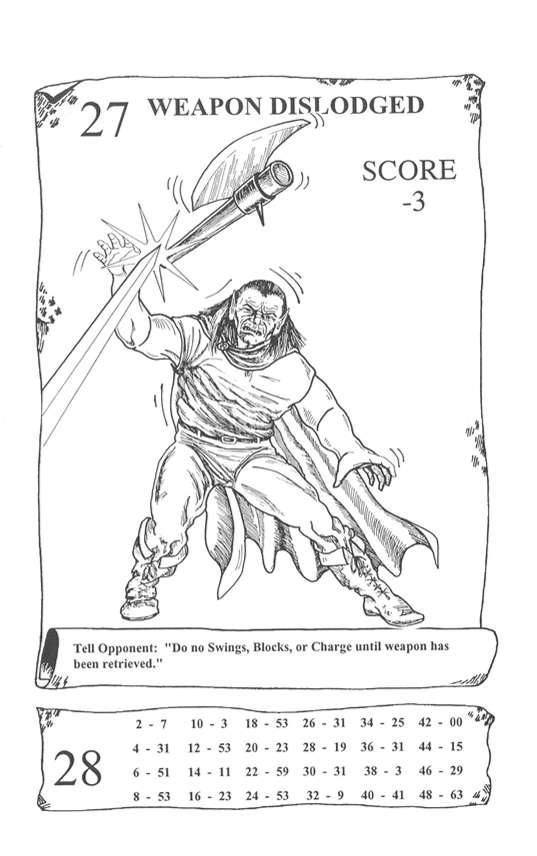 27 WEAPON DISLODGED
SCORE
-3
Tell Opponent: "Do no Swings, Blocks, or Charge until weapon has
been retrieved."
28
2 - 7 10 - 3 18 - 53 26 - 31 34 - 25 42 - 00
4 - 31 12 - 53 20 - 23 28 - 19 36 - 31 44 - 15
6 - 51 14 - 11 22 - 59 30 - 31 38 - 3 46 - 29
8 - 53 16 - 23 24 - 53 32 - 9 40 - 41 48 - 63